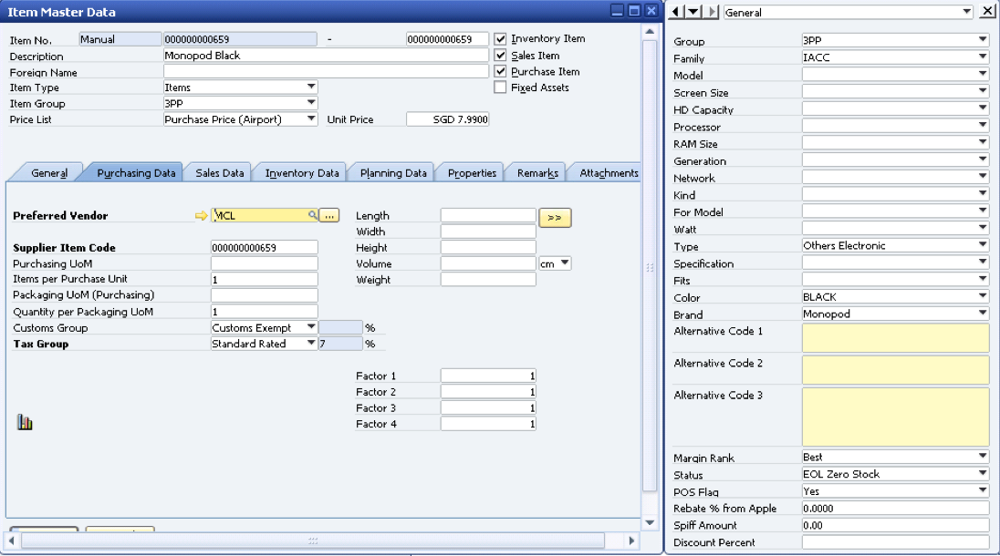 Item Master Data
Item No. Manual 000000000659 - 000000000659 Inventory Item
Description Monopod Black Sales Item
Foreign Name Purchase Item
Item Type Items Fixed Assets
Item Group 3PP
Price List Purchase Price (Airport) Unit Price SGD 7.9900
General Purchasing Data Sales Data Inventory Data Planning Data Properties Remarks Attachments
Preferred Vendor MCL ... Length >>
Width
Supplier Item Code 000000000659 Height
Purchasing UoM Volume cm
Items per Purchase Unit 1 Weight
Packaging UoM (Purchasing)
Quantity per Packaging UoM 1
Customs Group Customs Exempt %
Tax Group Standard Rated 7 %
Factor 1 1
Factor 2 1
Factor 3 1
Factor 4 1
General
Group 3PP
Family IACC
Model
Screen Size
HD Capacity
Processor
RAM Size
Generation
Network
Kind
For Model
Watt
Type Others Electronic
Specification
Fits
Color BLACK
Brand Monopod
Alternative Code 1
Alternative Code 2
Alternative Code 3
Margin Rank Best
Status EOL Zero Stock
POS Flag Yes
Rebate % from Apple 0.0000
Spiff Amount 0.00
Discount Percent